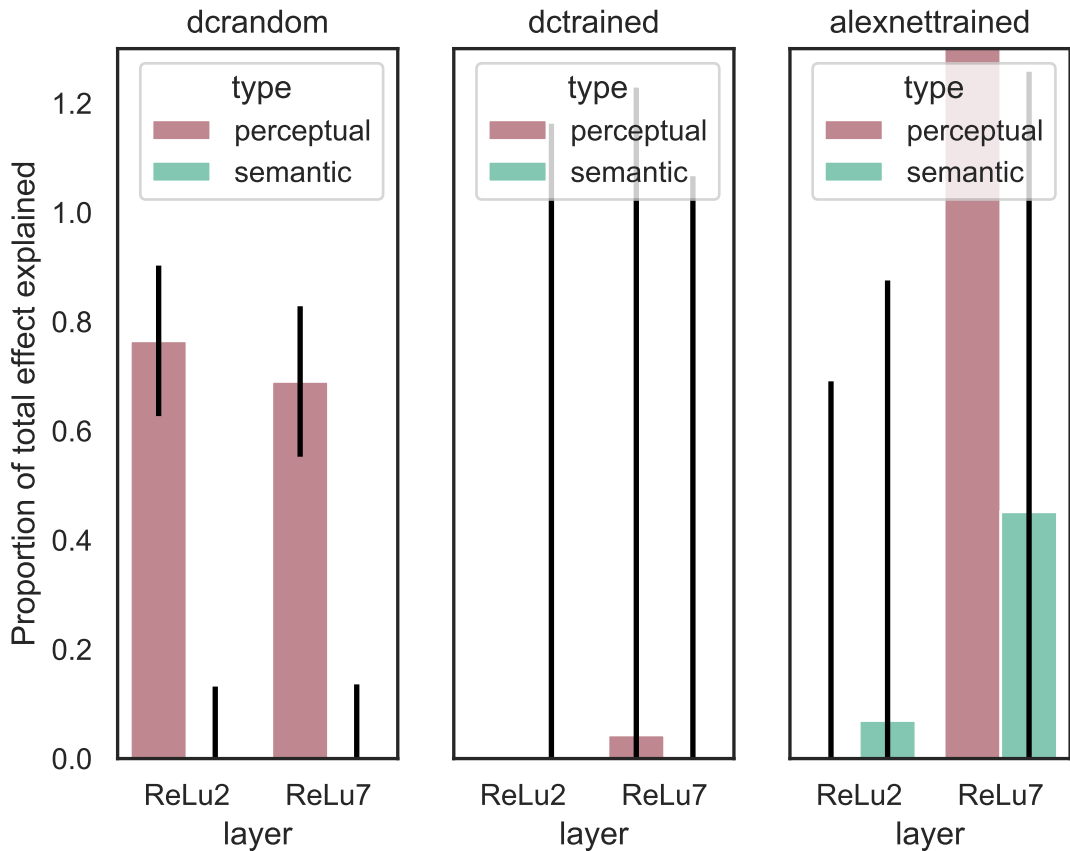 dcrandom
dctrained
alexnettrained
Proportion of total effect explained
1.2
1.0
0.8
0.6
0.4
0.2
0.0
type
perceptual
semantic
type
perceptual
semantic
type
perceptual
semantic
ReLu2
ReLu7
layer
ReLu2
ReLu7
layer
ReLu2
ReLu7
layer